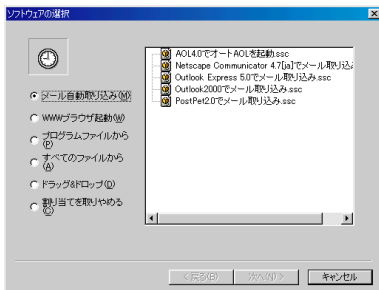 ソフトウェアの選択
メール自動取り込み(M)
WWWブラウザ起動(W)
プログラムファイルから
(P)
すべてのファイルから
(A)
ドラッグ&ドロップ(D)
割り当てを取りやめる
(C)
AOL4.0でオートAOLを起動.ssc
Netscape Communicator 4.7[ja]でメール取り込み
Outlook Express 5.0でメール取り込み.ssc
Outlook2000でメール取り込み.ssc
PostPet2.0でメール取り込み.ssc
< 戻る(B)
次へ(N) >
キャンセル